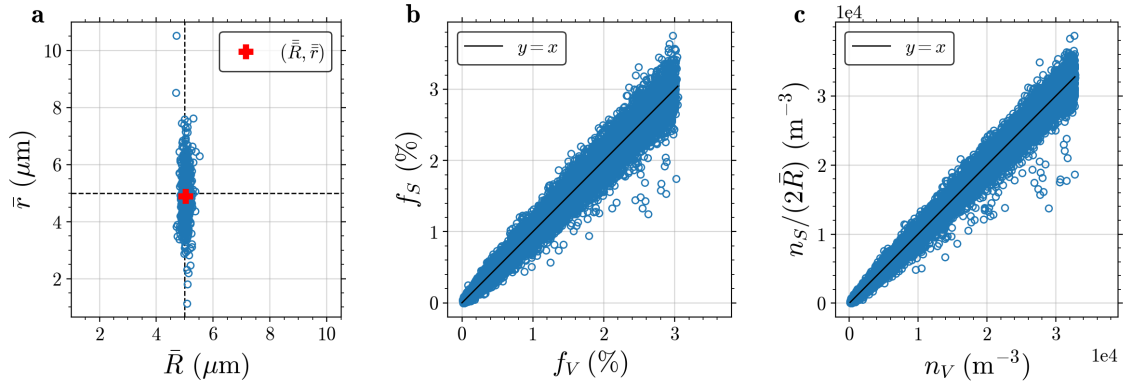 a
b
c
1e4
10
8
6
4
2
r̄ (μm)
(R̄̄, r̄̄)
2 4 6 8 10
R̄ (μm)
3
2
1
0
f_S (%)
y = x
0 1 2 3
f_V (%)
3
2
1
0
n_S/(2R̄) (m⁻³)
y = x
0 1 2 3
1e4
n_V (m⁻³)